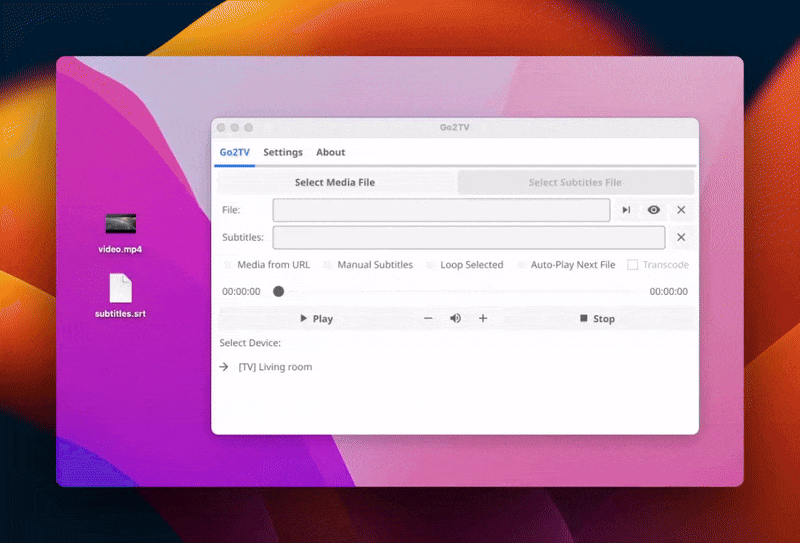 Go2TV
Go2TV Settings About
Select Media File Select Subtitles File
File:
Subtitles:
Media from URL Manual Subtitles Loop Selected Auto-Play Next File Transcode
00:00:00 00:00:00
Play Stop
Select Device:
[TV] Living room
video.mp4
subtitles.srt